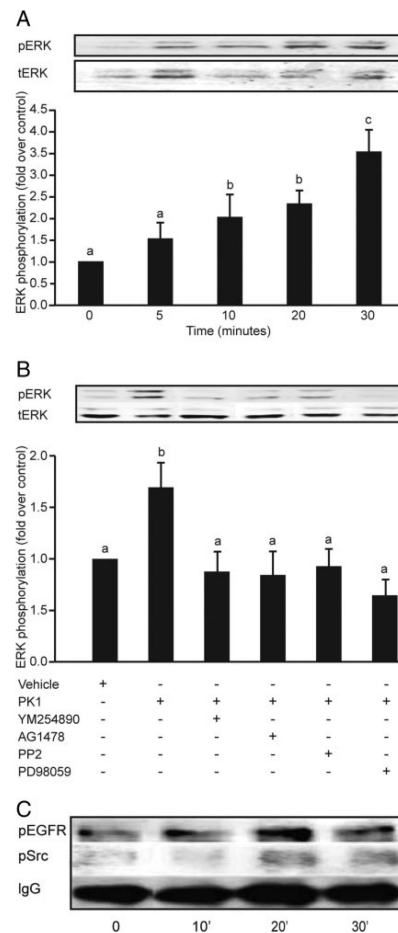 A
pERK
tERK
ERK phosphorylation (fold over control)
4.5
4.0
3.5
3.0
2.5
2.0
1.5
1.0
0.5
0.0
a
a
b
b
c
0 5 10 20 30
Time (minutes)
B
pERK
tERK
ERK phosphorylation (fold over control)
2.0
1.5
1.0
1.5
0.0
a
b
a
a
a
a
Vehicle + - - - - -
PK1 - + + + + +
YM254890 - - + - - -
AG1478 - - - + - -
PP2 - - - - + -
PD98059 - - - - - +
C
pEGFR
pSrc
IgG
0 10' 20' 30'